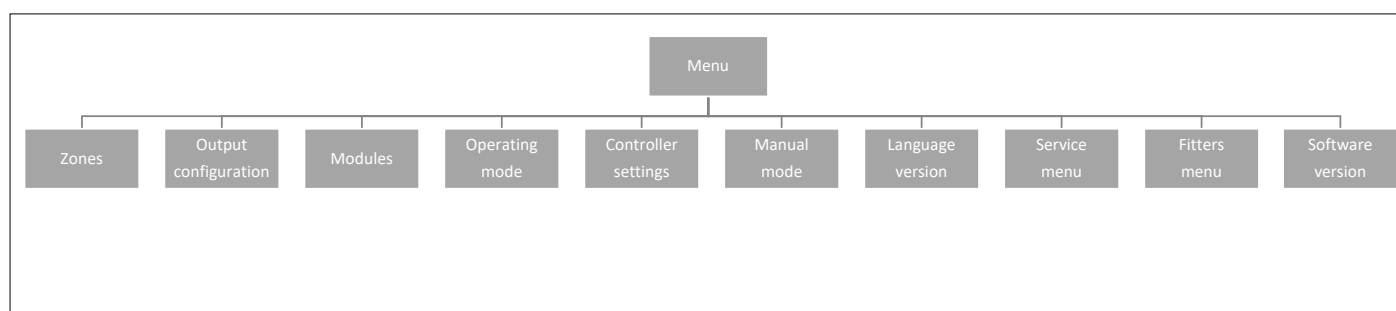 Menu
Zones
Output
configuration
Modules
Operating
mode
Controller
settings
Manual
mode
Language
version
Service
menu
Fitters
menu
Software
version